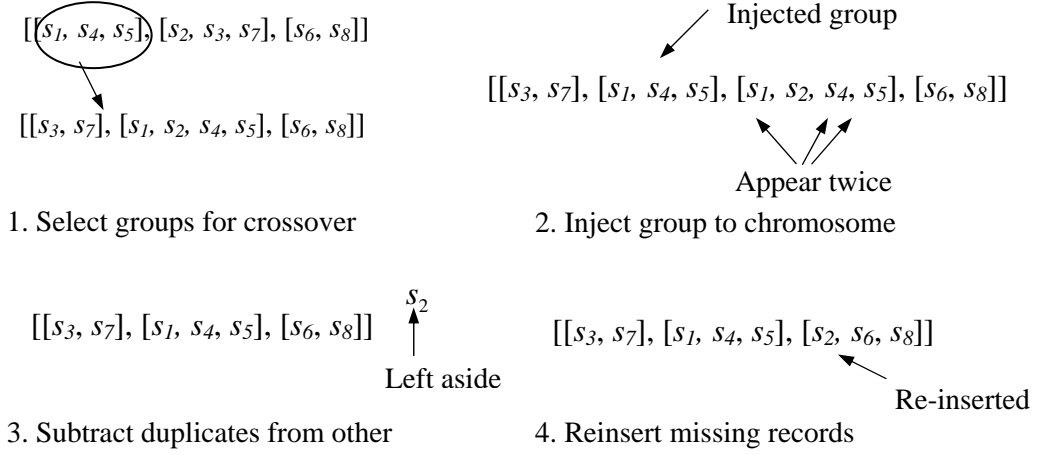 [[s1, s4, s5], [s2, s3, s7], [s6, s8]]
[[s3, s7], [s1, s2, s4, s5], [s6, s8]]
1. Select groups for crossover
Injected group
[[s3, s7], [s1, s4, s5], [s1, s2, s4, s5], [s6, s8]]
Appear twice
2. Inject group to chromosome
[[s3, s7], [s1, s4, s5], [s6, s8]] s2
Left aside
3. Subtract duplicates from other
[[s3, s7], [s1, s4, s5], [s2, s6, s8]]
Re-inserted
4. Reinsert missing records